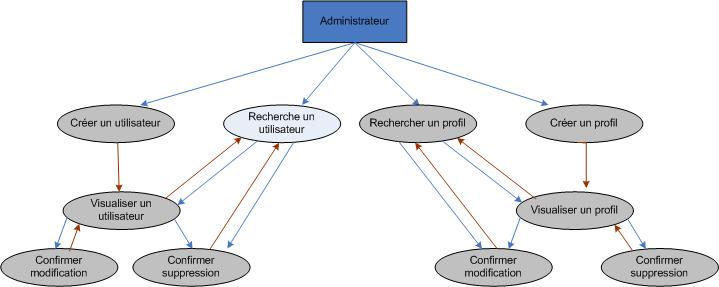 Administrateur
Créer un utilisateur
Recherche un
utilisateur
Rechercher un profil
Créer un profil
Visualiser un
utilisateur
Visualiser un profil
Confirmer
modification
Confirmer
suppression
Confirmer
modification
Confirmer
suppression